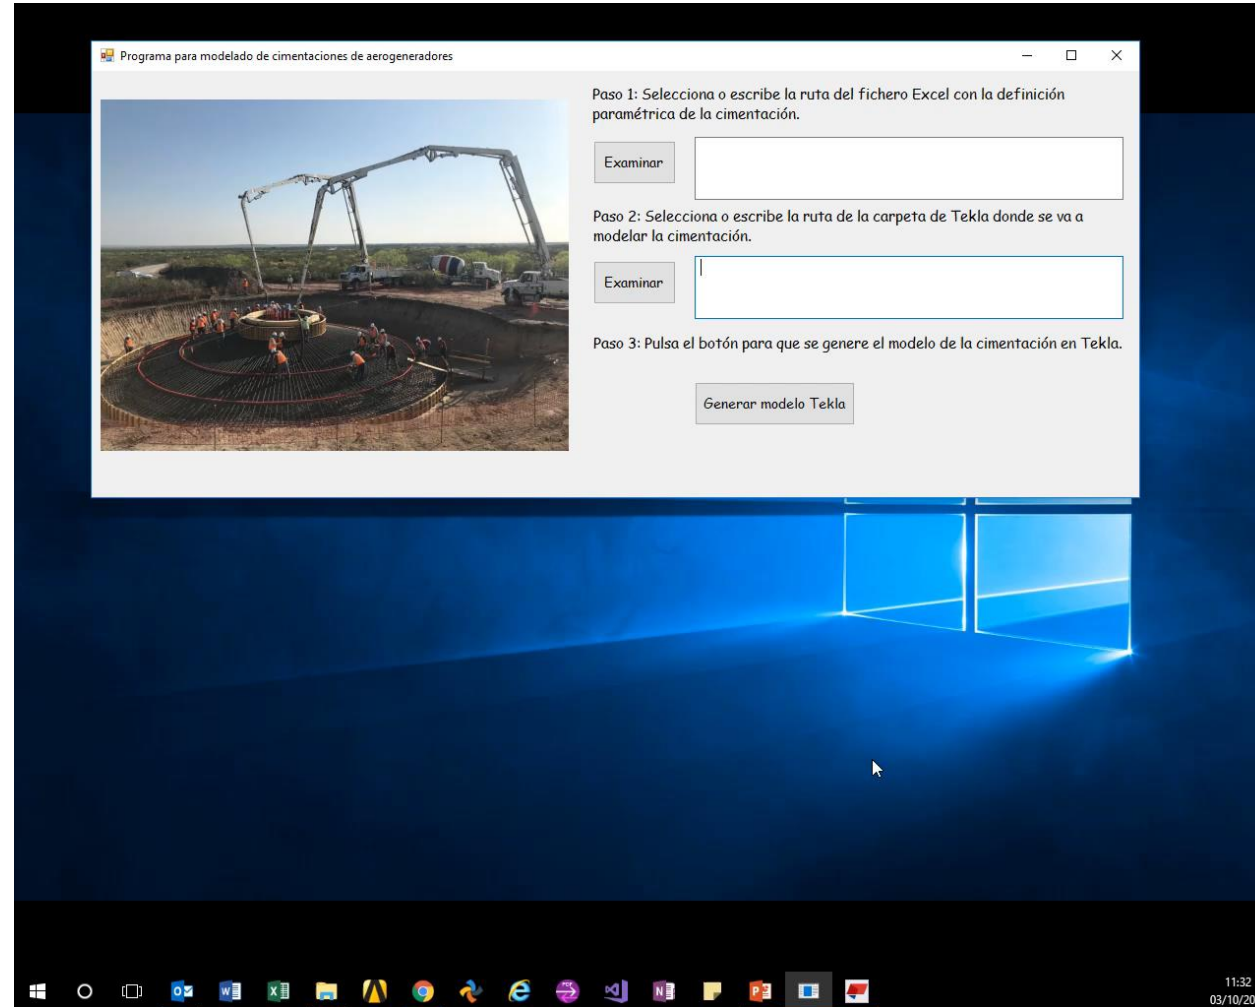 Programa para modelado de cimentaciones de aerogeneradores
Paso 1: Selecciona o escribe la ruta del fichero Excel con la definición
paramétrica de la cimentación.
Examinar
Paso 2: Selecciona o escribe la ruta de la carpeta de Tekla donde se va a
modelar la cimentación.
Examinar
Paso 3: Pulsa el botón para que se genere el modelo de la cimentación en Tekla.
Generar modelo Tekla
11:32
03/10/20